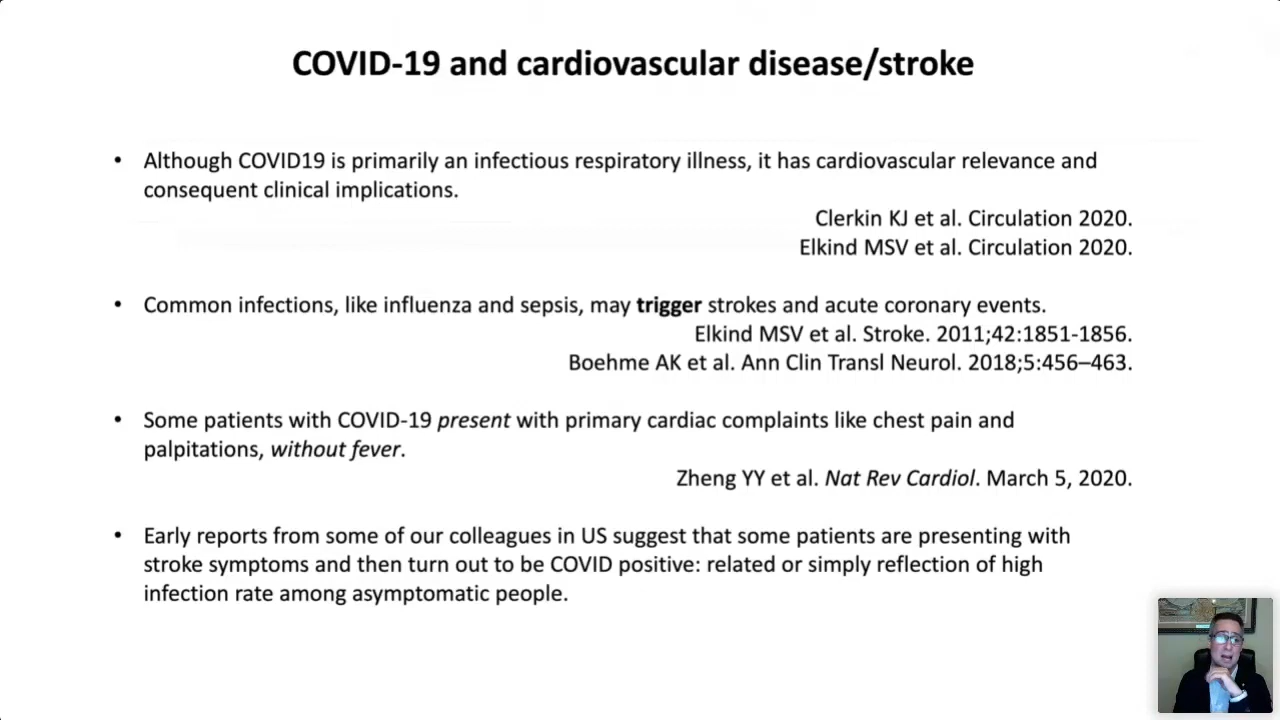 COVID-19 and cardiovascular disease/stroke
• Although COVID19 is primarily an infectious respiratory illness, it has cardiovascular relevance and
consequent clinical implications.
Clerkin KJ et al. Circulation 2020.
Elkind MSV et al. Circulation 2020.
• Common infections, like influenza and sepsis, may trigger strokes and acute coronary events.
Elkind MSV et al. Stroke. 2011;42:1851-1856.
Boehme AK et al. Ann Clin Transl Neurol. 2018;5:456–463.
• Some patients with COVID-19 present with primary cardiac complaints like chest pain and
palpitations, without fever.
Zheng YY et al. Nat Rev Cardiol. March 5, 2020.
• Early reports from some of our colleagues in US suggest that some patients are presenting with
stroke symptoms and then turn out to be COVID positive: related or simply reflection of high
infection rate among asymptomatic people.